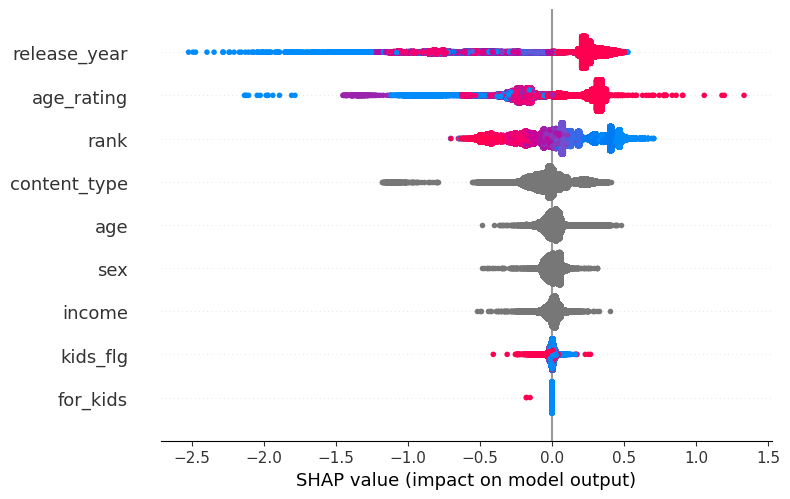 release_year
age_rating
rank
content_type
age
sex
income
kids_flg
for_kids
−2.5 −2.0 −1.5 −1.0 −0.5 0.0 0.5 1.0 1.5
SHAP value (impact on model output)